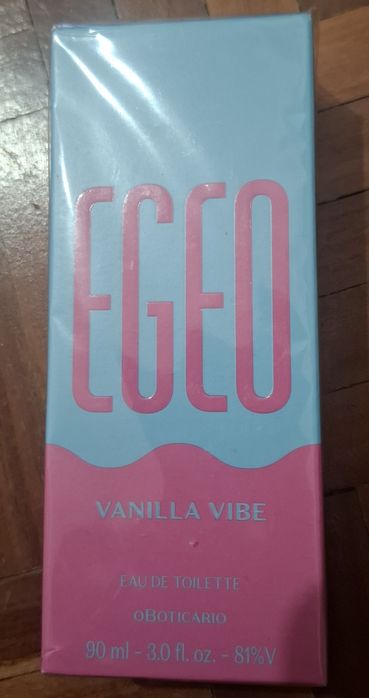 EGEO
VANILLA VIBE
EAU DE TOILETTE
oBOTICARIO
90 ml - 3.0 fl. oz. - 81%V